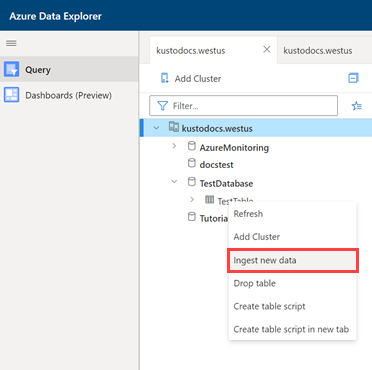 Azure Data Explorer
kustodocs.westus
kustodocs.westus
Query
Add Cluster
Dashboards (Preview)
Filter...
kustodocs.westus
AzureMonitoring
docstest
TestDatabase
TestTable
Tutoria
Refresh
Add Cluster
Ingest new data
Drop table
Create table script
Create table script in new tab